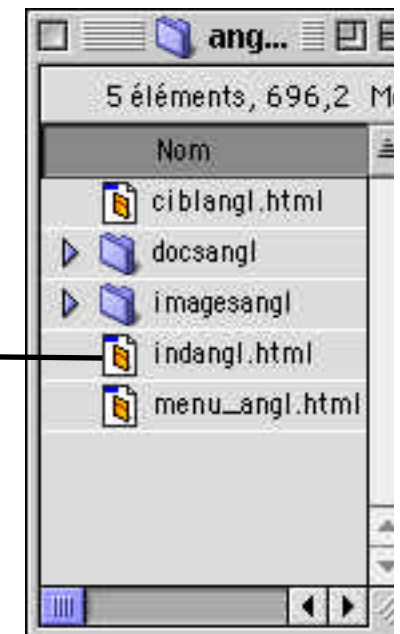 ang...
5 éléments, 696,2 M
Nom
ciblangl.html
docsangl
imagesangl
indangl.html
menu_angl.html